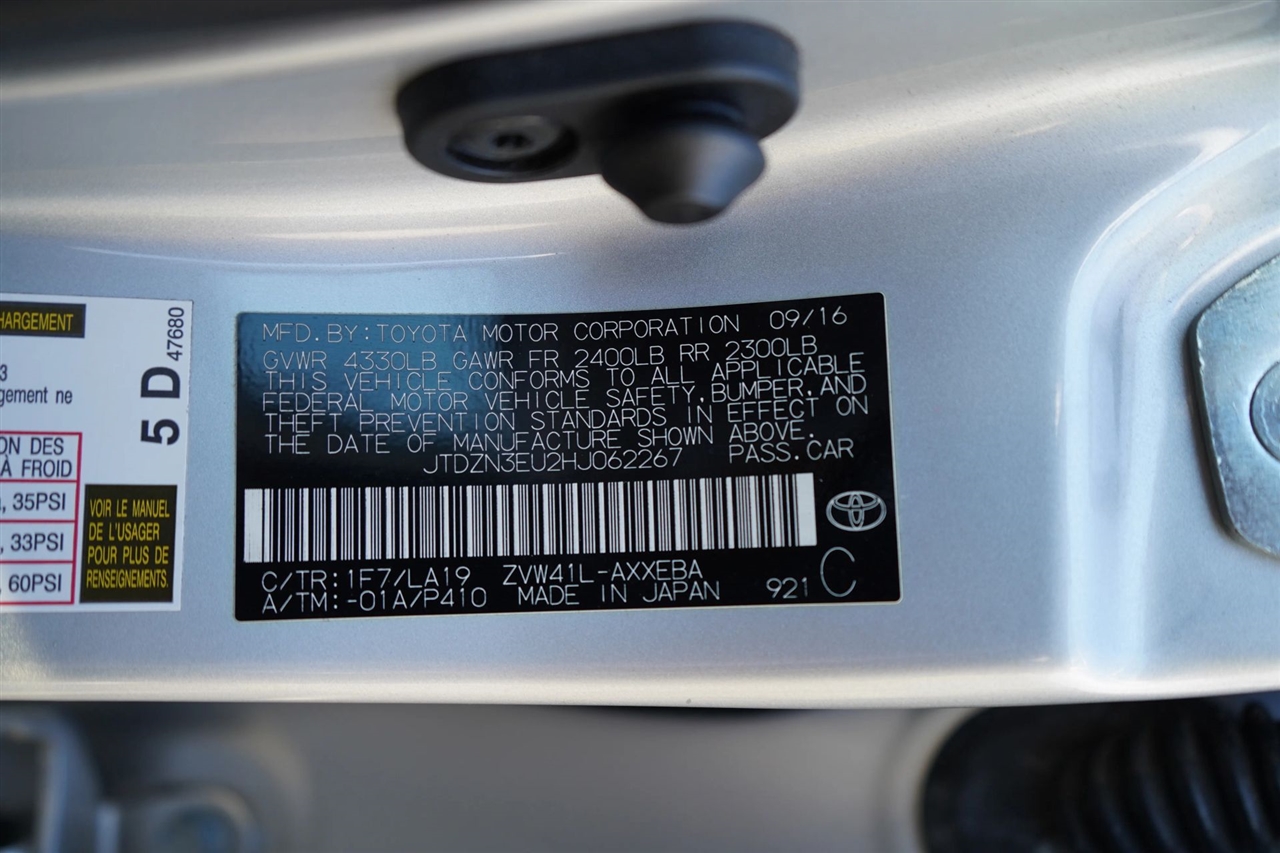 HARGEMENT
3
gement ne
ON DES
À FROID
, 35PSI
, 33PSI
, 60PSI
5 D
47680
VOIR LE MANUEL
DE L'USAGER
POUR PLUS DE
RENSEIGNEMENTS.
MFD.BY:TOYOTA MOTOR CORPORATION 09/16
GVWR 4330LB GAWR FR 2400LB RR 2300LB
THIS VEHICLE CONFORMS TO ALL APPLICABLE
FEDERAL MOTOR VEHICLE SAFETY,BUMPER,AND
THEFT PREVENTION STANDARDS IN EFFECT ON
THE DATE OF MANUFACTURE SHOWN ABOVE.
JTDZN3EU2HJ062267 PASS.CAR
C/TR:1F7/LA19 ZVW41L-AXXEBA
A/TM:-01A/P410 MADE IN JAPAN 921 C